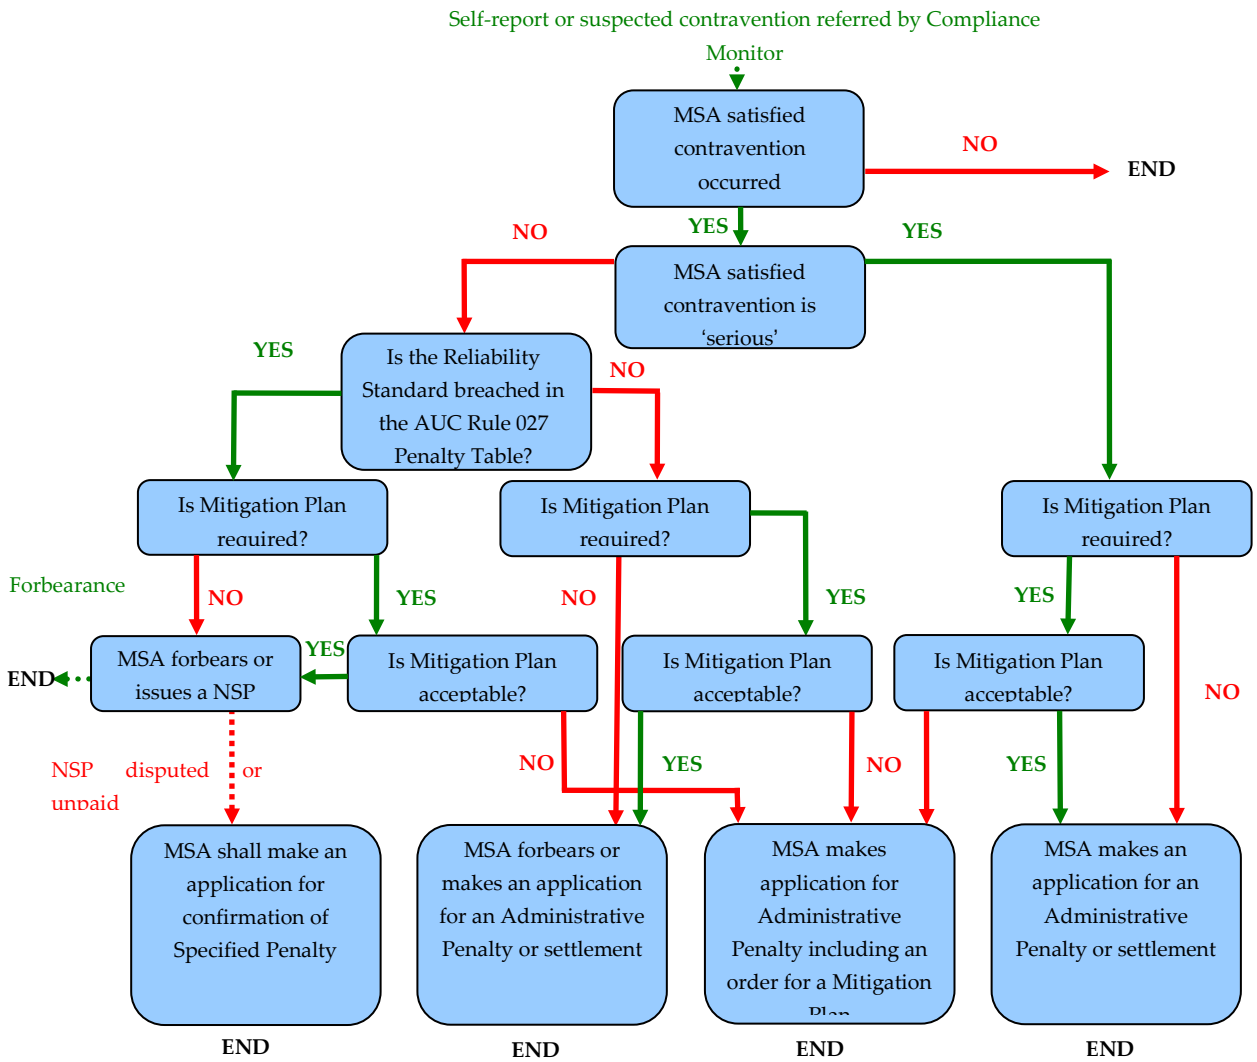 Self-report or suspected contravention referred by Compliance
Monitor
MSA satisfied
contravention
occurred
NO
END
YES
YES
NO
MSA satisfied
contravention is
‘serious’
YES
Is the Reliability
Standard breached in
the AUC Rule 027
Penalty Table?
NO
Is Mitigation Plan
required?
Is Mitigation Plan
required?
Is Mitigation Plan
required?
Forbearance
NO
YES
NO
YES
YES
NO
END
MSA forbears or
issues a NSP
YES
Is Mitigation Plan
acceptable?
Is Mitigation Plan
acceptable?
Is Mitigation Plan
acceptable?
NSP disputed or
unpaid
NO
YES
NO
YES
MSA shall make an
application for
confirmation of
Specified Penalty
MSA forbears or
makes an application
for an Administrative
Penalty or settlement
MSA makes
application for
Administrative
Penalty including an
order for a Mitigation
Plan
MSA makes an
application for an
Administrative
Penalty or settlement
END
END
END
END